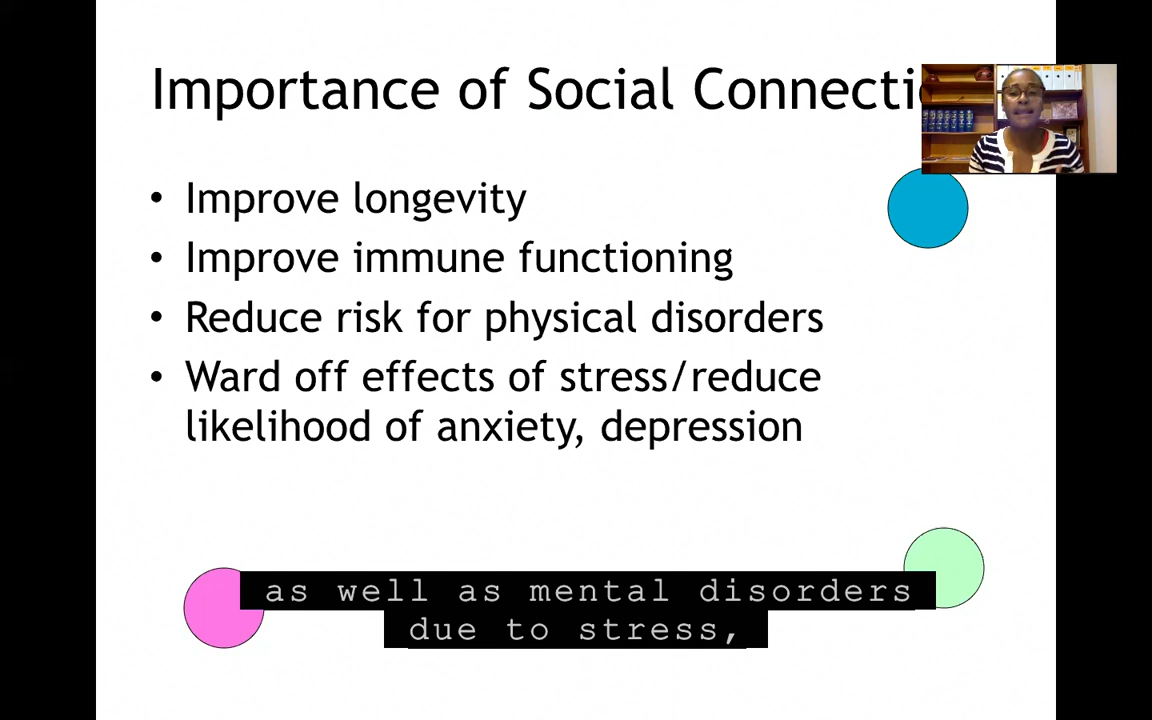 Importance of Social Connecti
• Improve longevity
• Improve immune functioning
• Reduce risk for physical disorders
• Ward off effects of stress/reduce
likelihood of anxiety, depression
as well as mental disorders
due to stress,